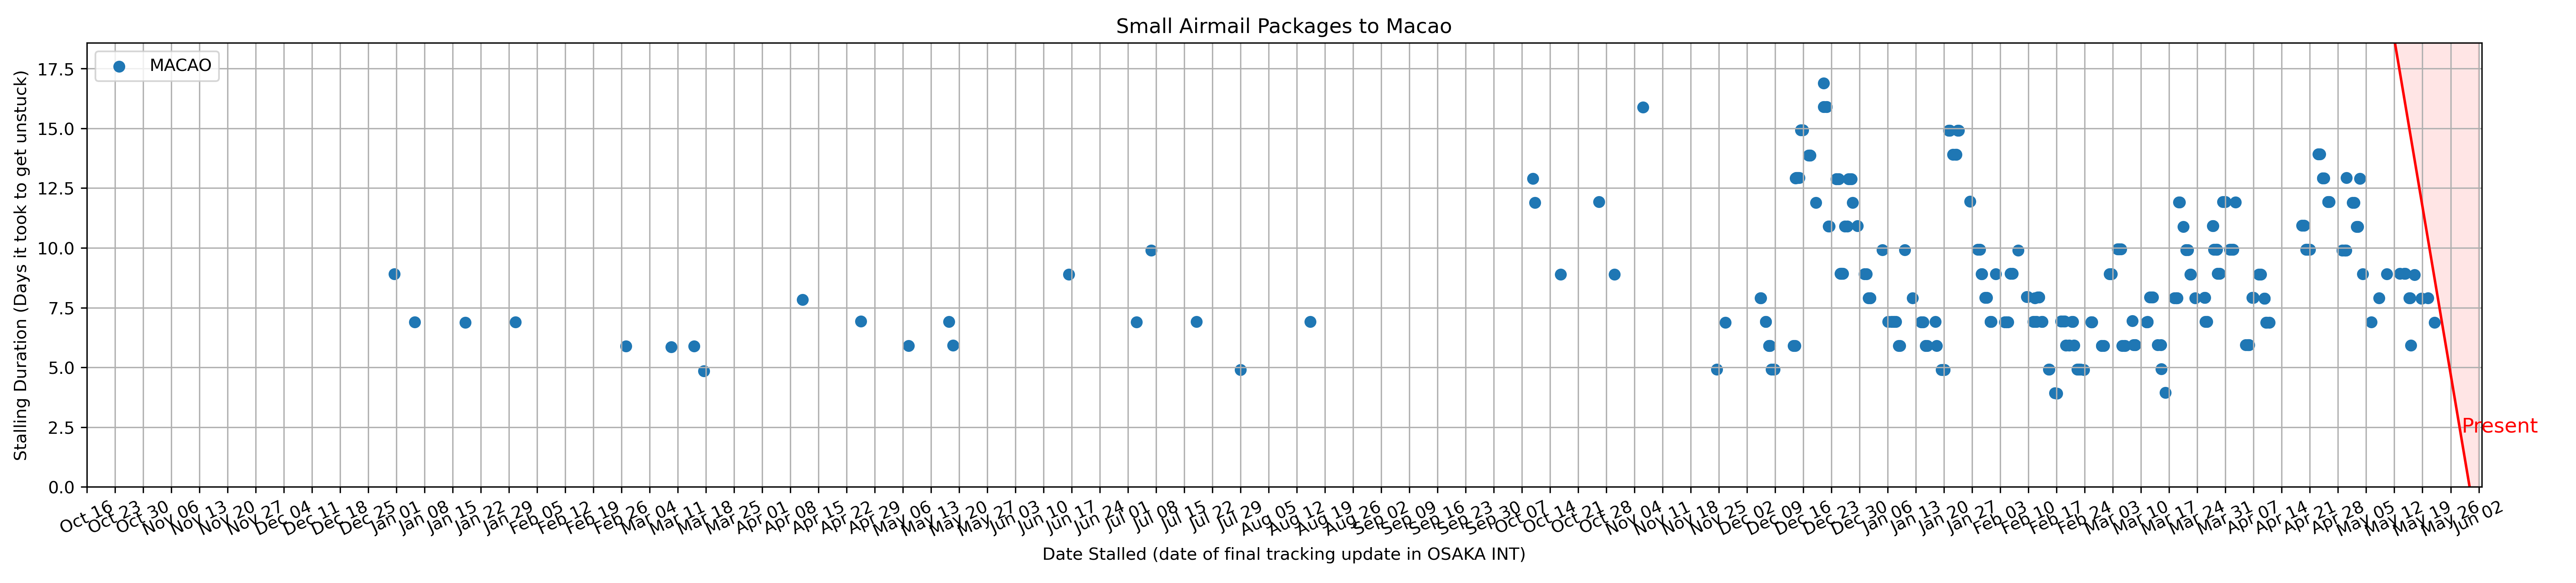 Small Airmail Packages to Macao
MACAO
Stalling Duration (Days it took to get unstuck)
17.5
15.0
12.5
10.0
7.5
5.0
2.5
0.0
Present
Oct 16 Oct 23 Oct 30 Nov 06 Nov 13 Nov 20 Nov 27 Dec 04 Dec 11 Dec 18 Dec 25 Jan 01 Jan 08 Jan 15 Jan 22 Jan 29 Feb 05 Feb 12 Feb 19 Feb 26 Mar 04 Mar 11 Mar 18 Mar 25 Apr 01 Apr 08 Apr 15 Apr 22 Apr 29 May 06 May 13 May 20 May 27 Jun 03 Jun 10 Jun 17 Jun 24 Jul 01 Jul 08 Jul 15 Jul 22 Jul 29 Aug 05 Aug 12 Aug 19 Aug 26 Sep 02 Sep 09 Sep 16 Sep 23 Sep 30 Oct 07 Oct 14 Oct 21 Oct 28 Nov 04 Nov 11 Nov 18 Nov 25 Dec 02 Dec 09 Dec 16 Dec 23 Dec 30 Jan 06 Jan 13 Jan 20 Jan 27 Feb 03 Feb 10 Feb 17 Feb 24 Mar 03 Mar 10 Mar 17 Mar 24 Mar 31 Apr 07 Apr 14 Apr 21 Apr 28 May 05 May 12 May 19 May 26 Jun 02
Date Stalled (date of final tracking update in OSAKA INT)